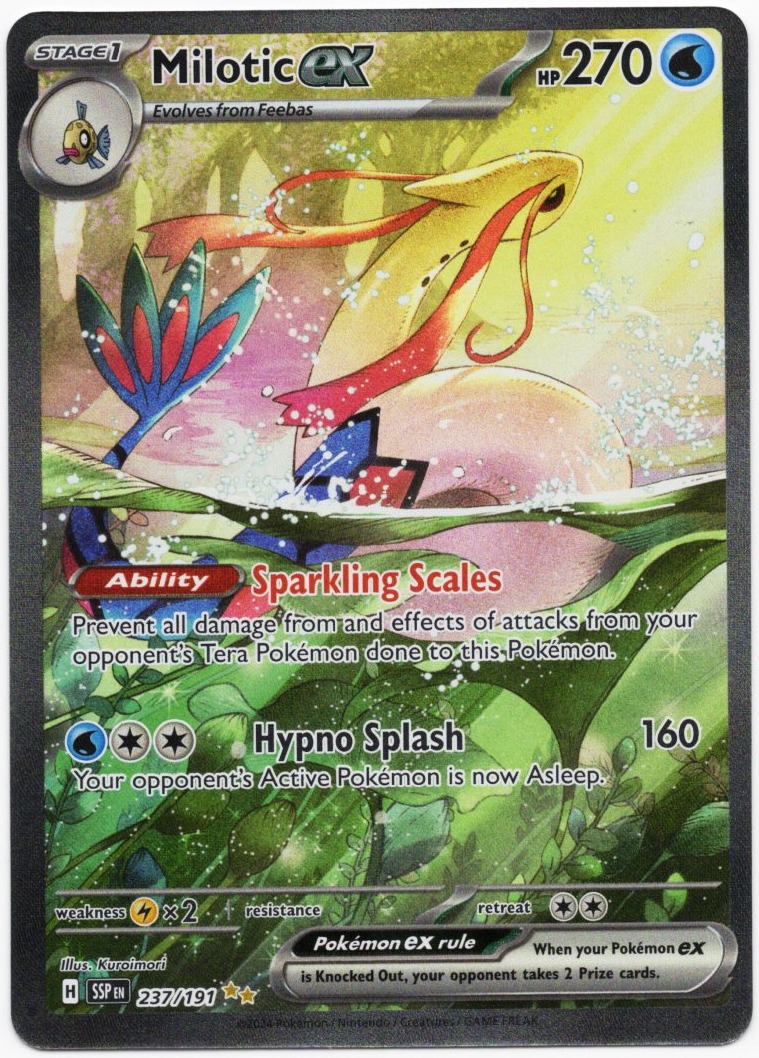 STAGE 1
Milotic ex
HP 270
Evolves from Feebas
Ability Sparkling Scales
Prevent all damage from and effects of attacks from your
opponent's Tera Pokémon done to this Pokémon.
Hypno Splash 160
Your opponent's Active Pokémon is now Asleep.
weakness ×2 resistance retreat
Pokémon ex rule When your Pokémon ex
is Knocked Out, your opponent takes 2 Prize cards.
Illus. Kuroimori
H SSP EN 237/191
©2024 Pokémon / Nintendo / Creatures / GAME FREAK